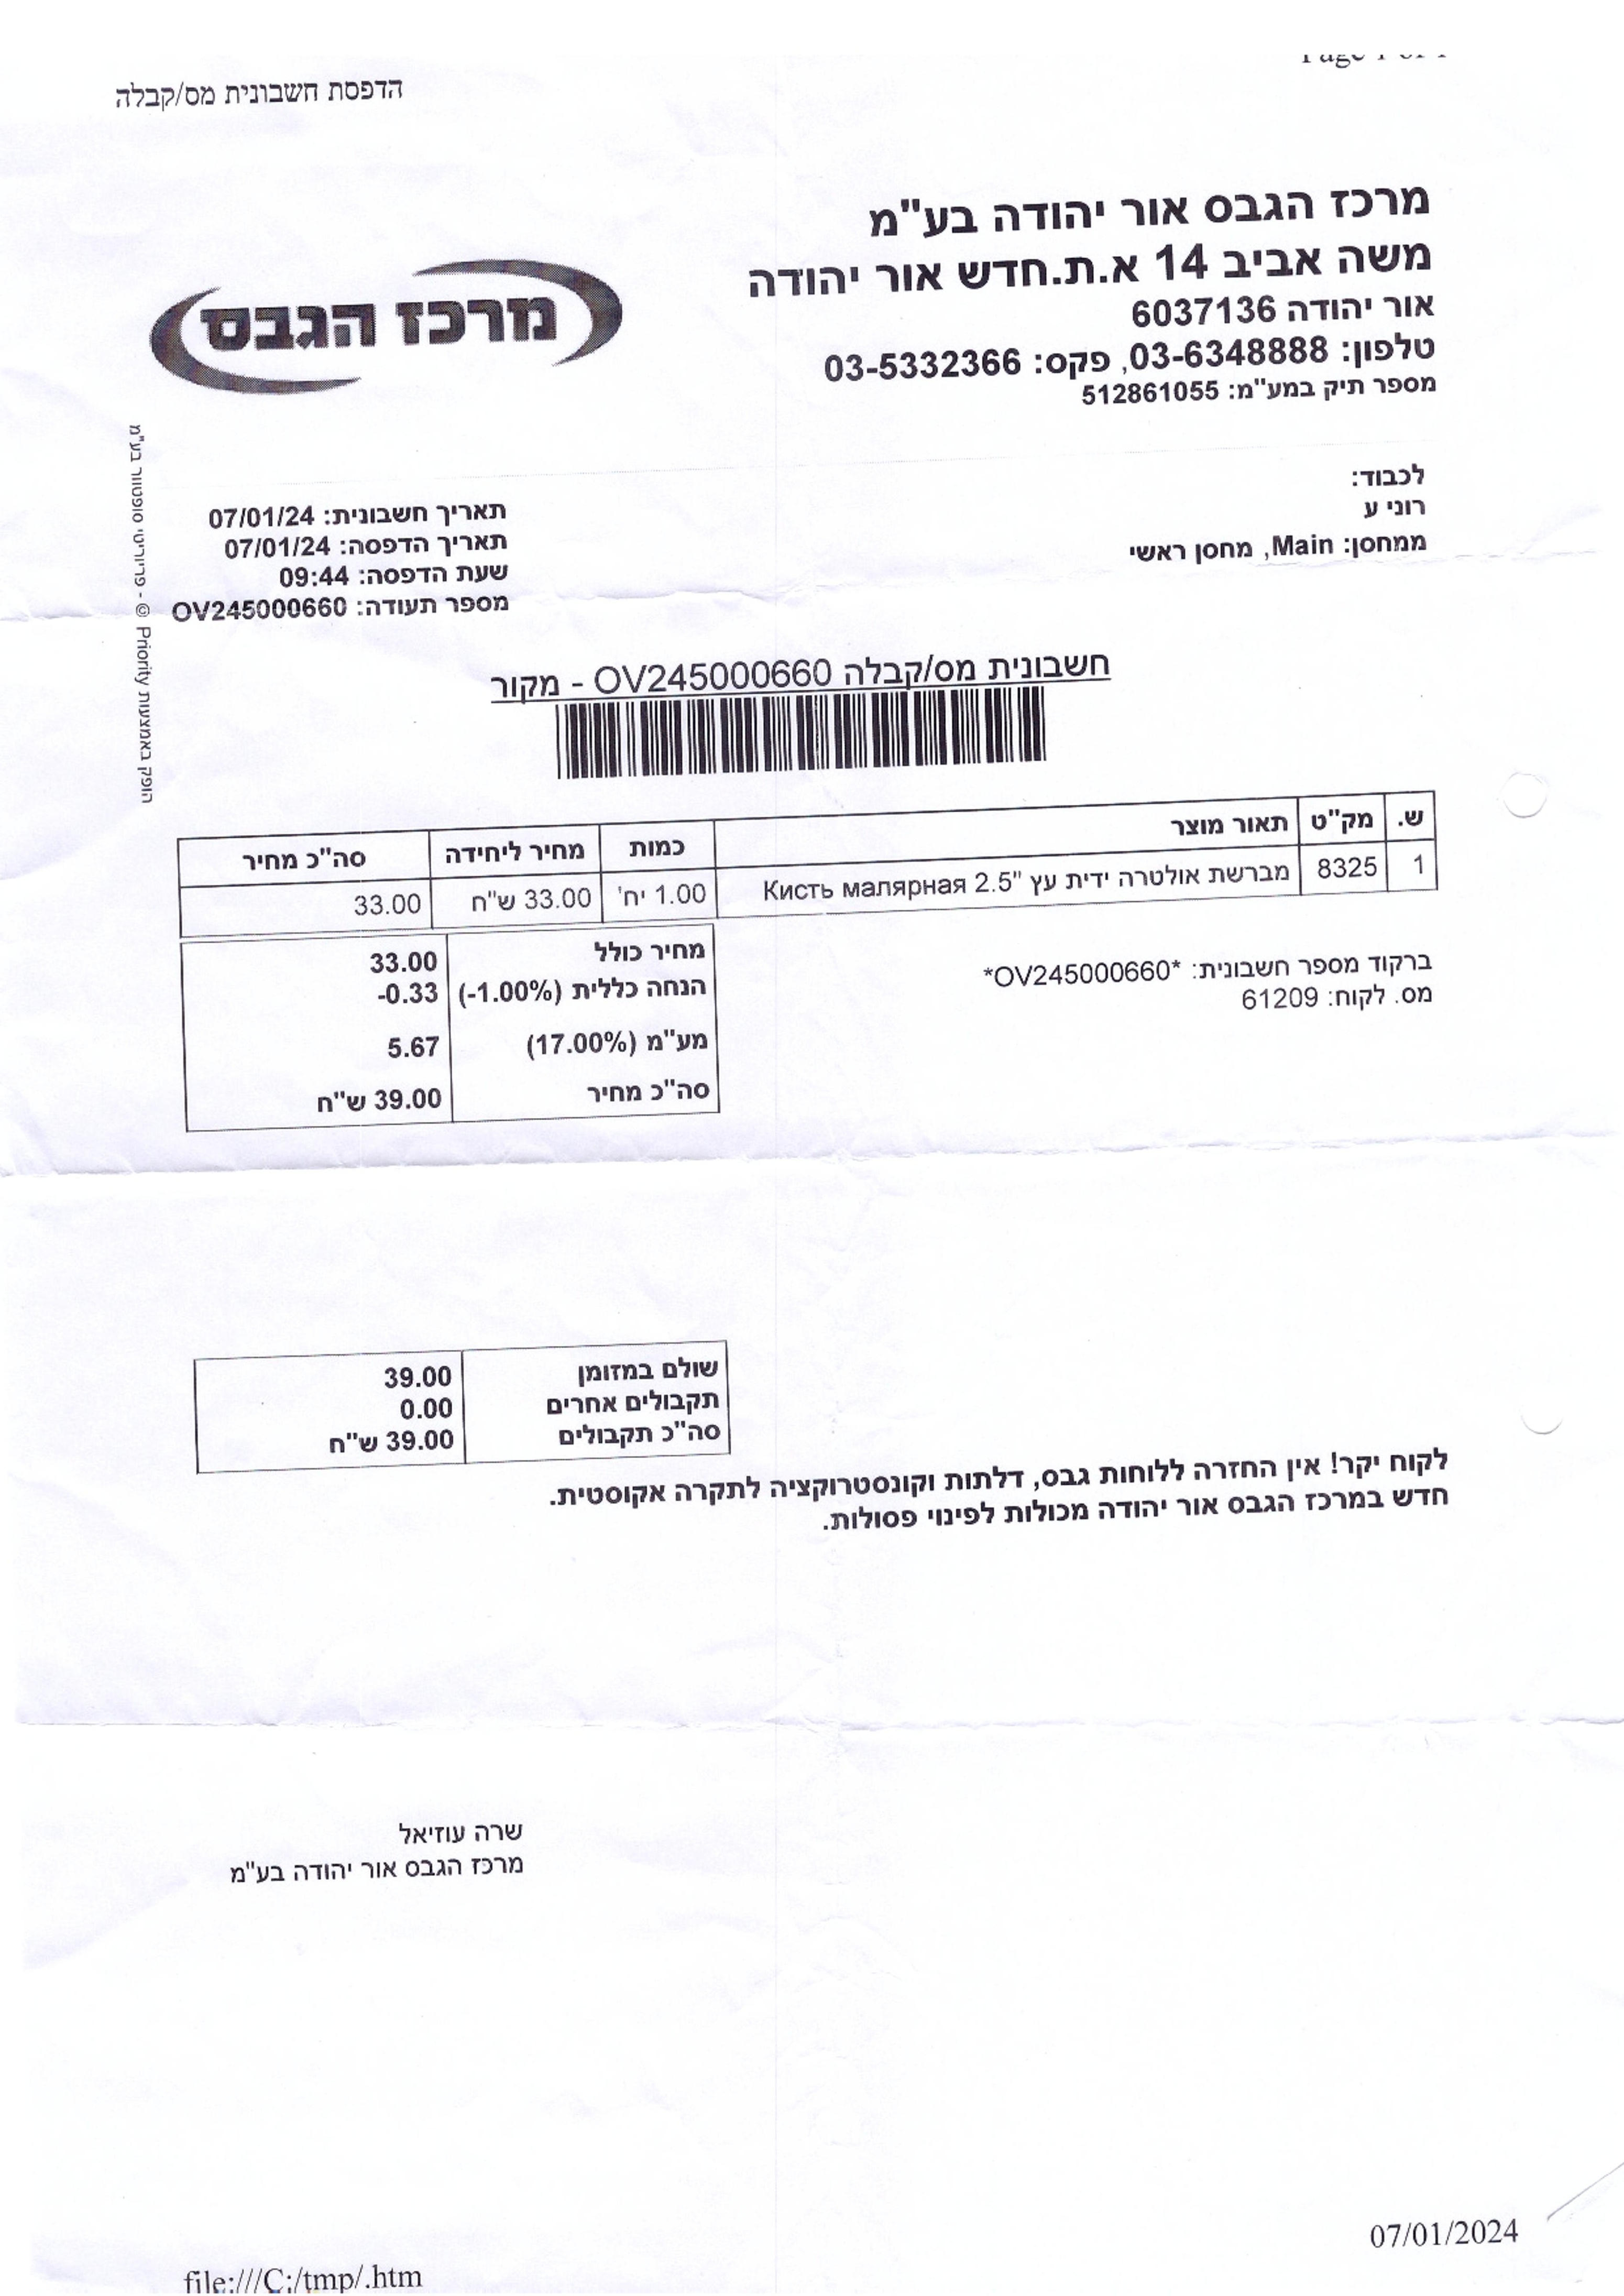 Page 1 of 1
הדפסת חשבונית מס/קבלה
מרכז הגבס אור יהודה בע"מ
משה אביב 14 א.ת.חדש אור יהודה
אור יהודה 6037136
טלפון: 03-6348888, פקס: 03-5332366
מספר תיק במע"מ: 512861055
מרכז הגבס
לכבוד:
רוני ע
ממחסן: Main, מחסן ראשי
תאריך חשבונית: 07/01/24
תאריך הדפסה: 07/01/24
שעת הדפסה: 09:44
מספר תעודה: OV245000660
הופק באמצעות Priority © - פריוריטי סופטוור בע"מ
חשבונית מס/קבלה OV245000660 - מקור
ש. מק"ט תאור מוצר כמות מחיר ליחידה סה"כ מחיר
1 8325 מברשת אולטרה ידית עץ 2.5" Кисть малярная 1.00 יח' 33.00 ש"ח 33.00
מחיר כולל 33.00
הנחה כללית (-1.00%) -0.33
מע"מ (17.00%) 5.67
סה"כ מחיר 39.00 ש"ח
ברקוד מספר חשבונית: *OV245000660*
מס. לקוח: 61209
שולם במזומן 39.00
תקבולים אחרים 0.00
סה"כ תקבולים 39.00 ש"ח
לקוח יקר! אין החזרה ללוחות גבס, דלתות וקונסטרוקציה לתקרה אקוסטית.
חדש במרכז הגבס אור יהודה מכולות לפינוי פסולות.
שרה עוזיאל
מרכז הגבס אור יהודה בע"מ
07/01/2024
file:///C:/tmp/.htm